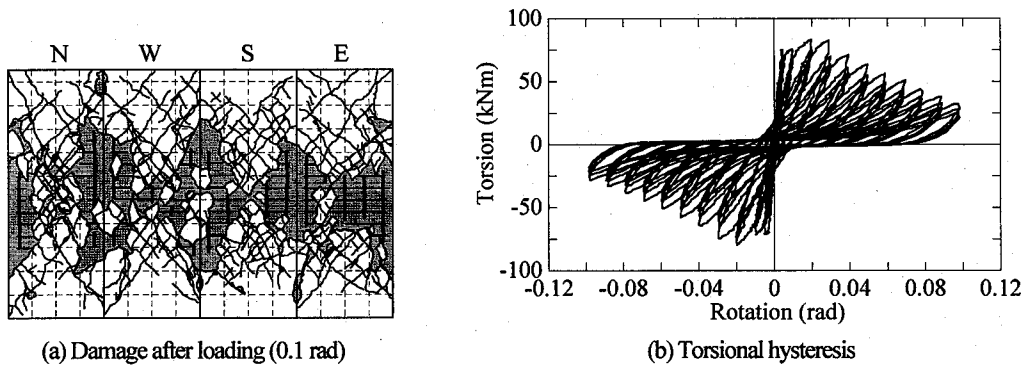 N W S E
(a) Damage after loading (0.1 rad)
100
50
0
-50
-100
Torsion (kNm)
-0.12 -0.08 -0.04 0 0.04 0.08 0.12
Rotation (rad)
(b) Torsional hysteresis